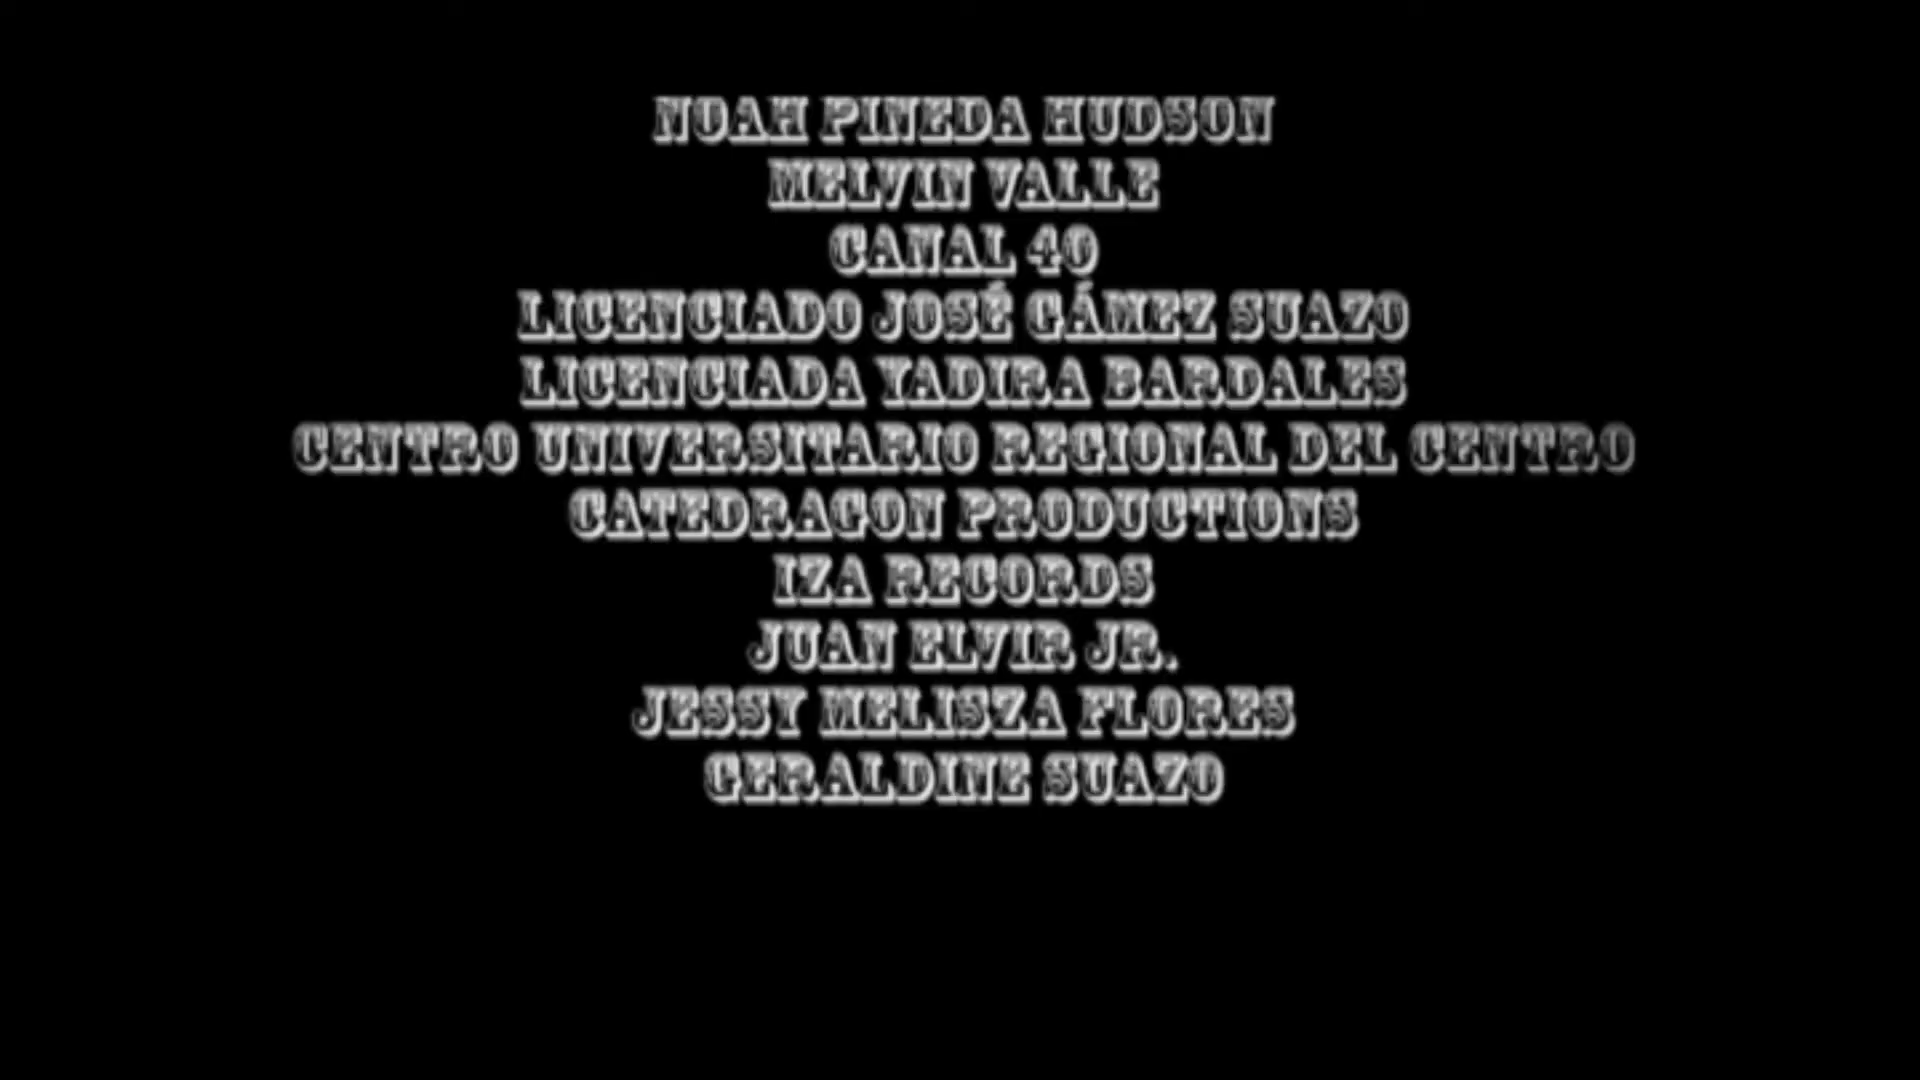 NOAH PINEDA HUDSON
MELVIN VALLE
CANAL 40
LICENCIADO JOSÉ GÁMEZ SUAZO
LICENCIADA YADIRA BARDALES
CENTRO UNIVERSITARIO REGIONAL DEL CENTRO
CATEDRAGON PRODUCTIONS
IZA RECORDS
JUAN ELVIR JR.
JESSY MELISZA FLORES
GERALDINE SUAZO